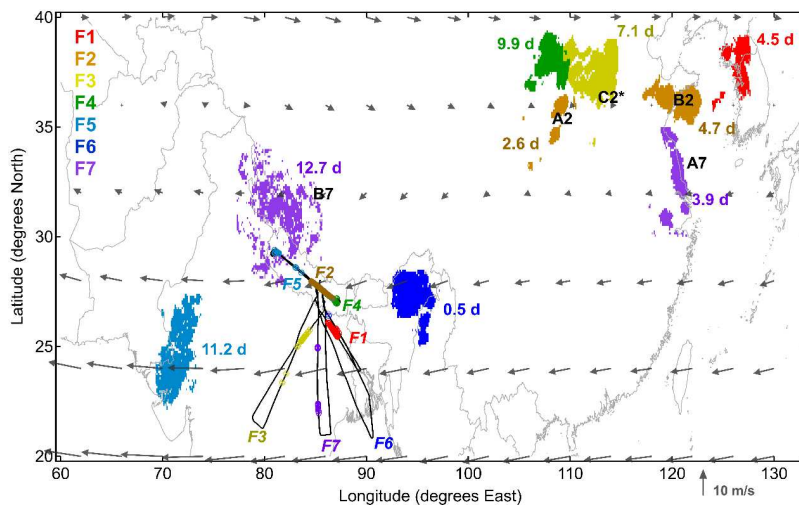 40
35
30
25
20
Latitude (degrees North)
F1
F2
F3
F4
F5
F6
F7
9.9 d
7.1 d
4.5 d
C2*
A2
B2
2.6 d
4.7 d
12.7 d
B7
A7
3.9 d
F2
F5
F4
0.5 d
F1
11.2 d
F3
F7
F6
60 70 80 90 100 110 120 130
Longitude (degrees East)
10 m/s